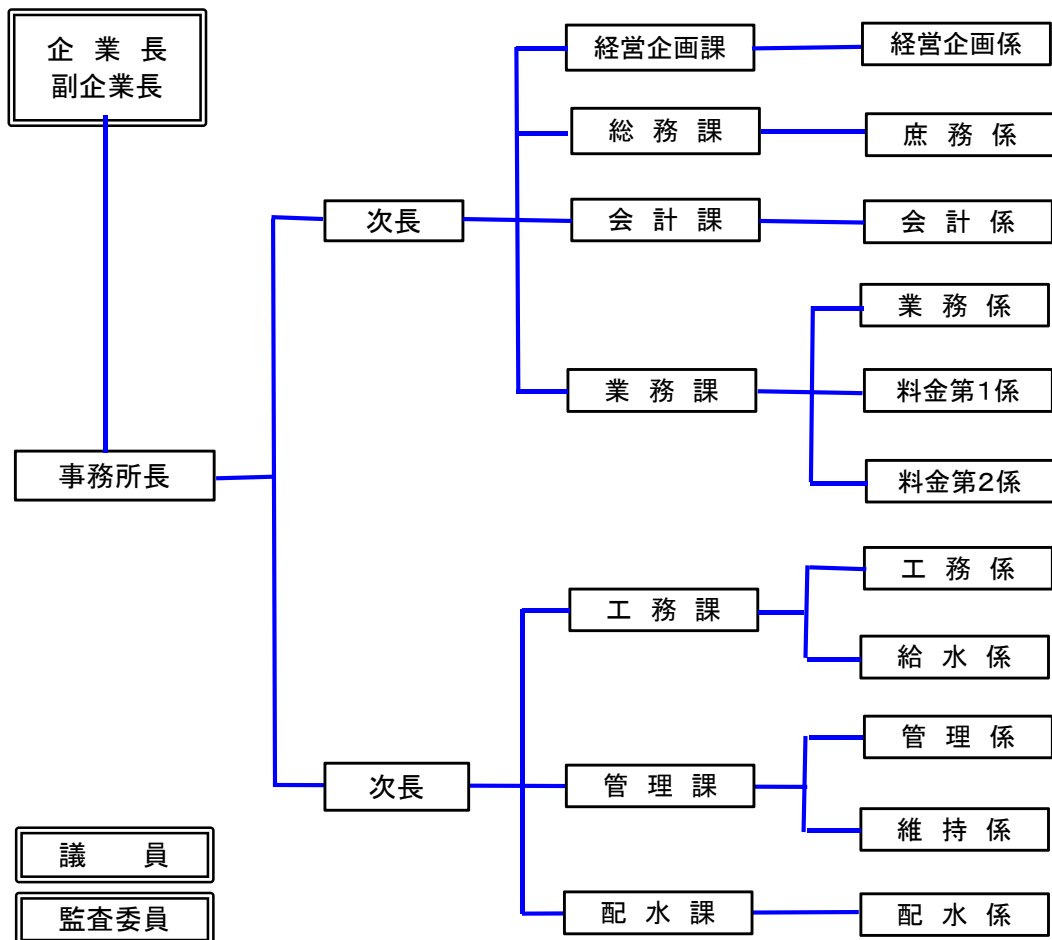 企 業 長
副企業長
事務所長
議　　員
監査委員
次長
次長
経営企画課
総 務 課
会 計 課
業 務 課
工 務 課
管 理 課
配 水 課
経営企画係
庶 務 係
会 計 係
業 務 係
料金第1係
料金第2係
工 務 係
給 水 係
管 理 係
維 持 係
配 水 係